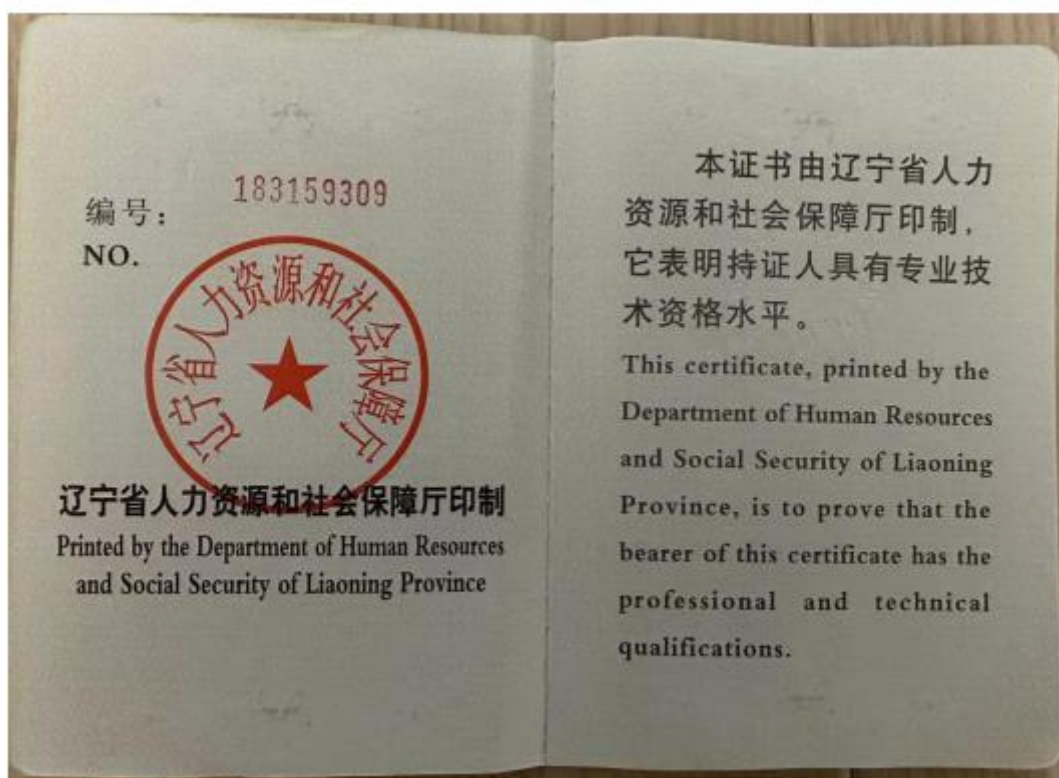 编号：
183159309
NO.
辽宁省人力资源和社会保障厅
辽宁省人力资源和社会保障厅印制
Printed by the Department of Human Resources
and Social Security of Liaoning Province
本证书由辽宁省人力
资源和社会保障厅印制，
它表明持证人具有专业技
术资格水平。
This certificate, printed by the
Department of Human Resources
and Social Security of Liaoning
Province, is to prove that the
bearer of this certificate has the
professional and technical
qualifications.